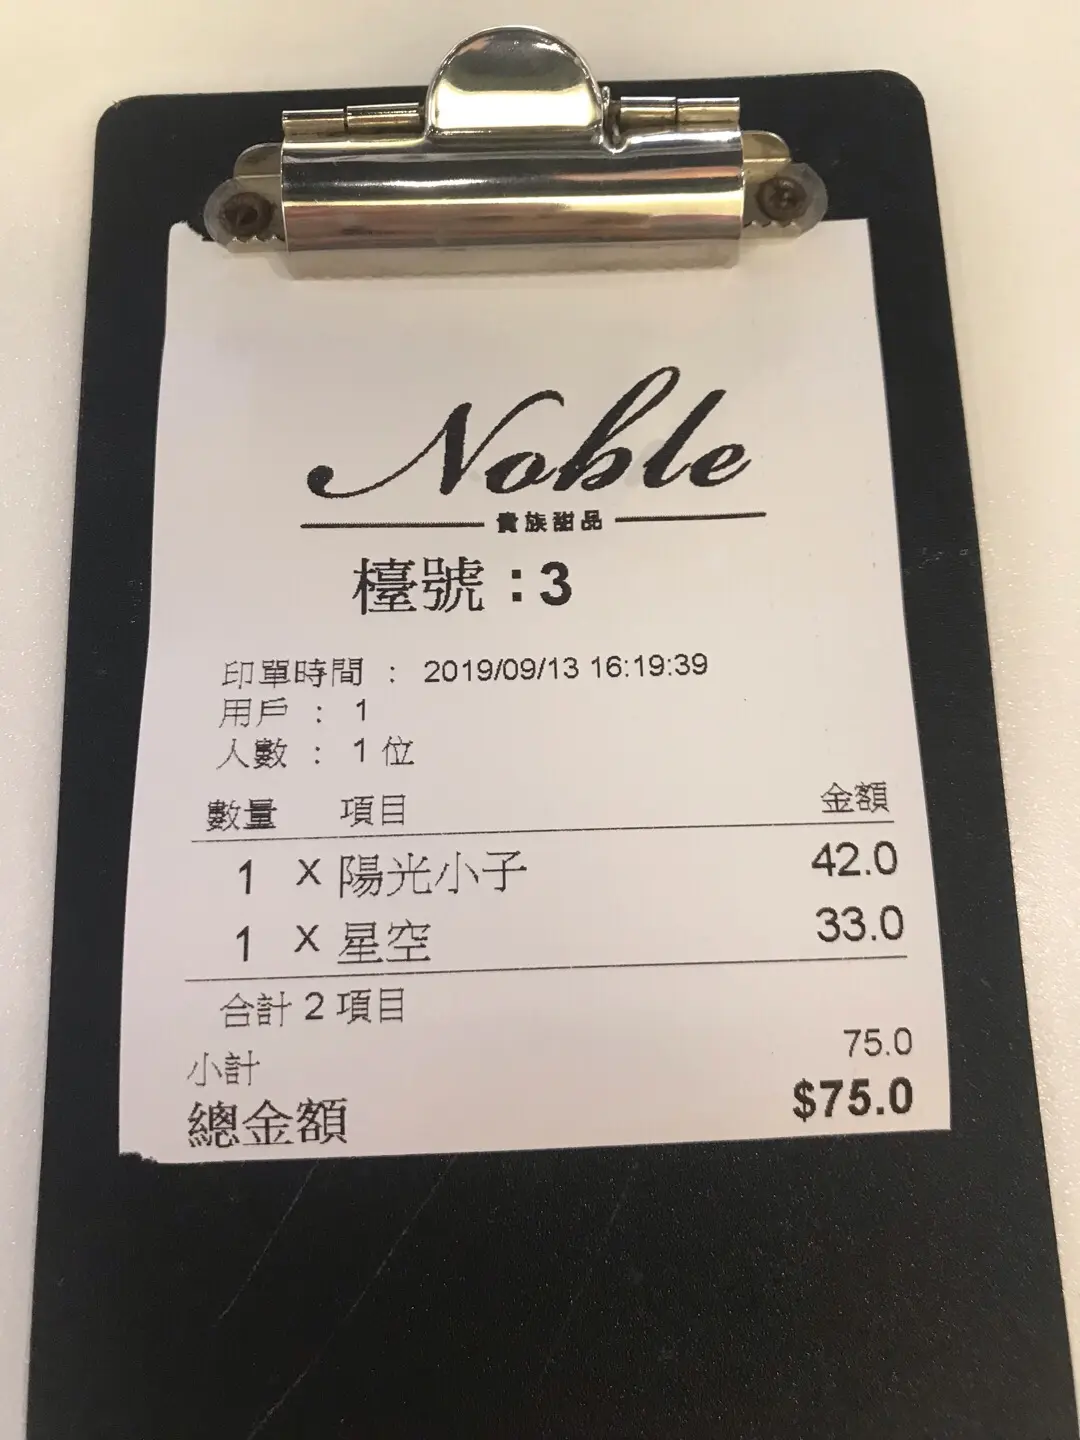 Noble
貴族甜品
檯號 : 3
印單時間 : 2019/09/13 16:19:39
用戶 : 1
人數 : 1 位
數量 項目 金額
1 X 陽光小子 42.0
1 X 星空 33.0
合計 2 項目
小計 75.0
總金額 $75.0